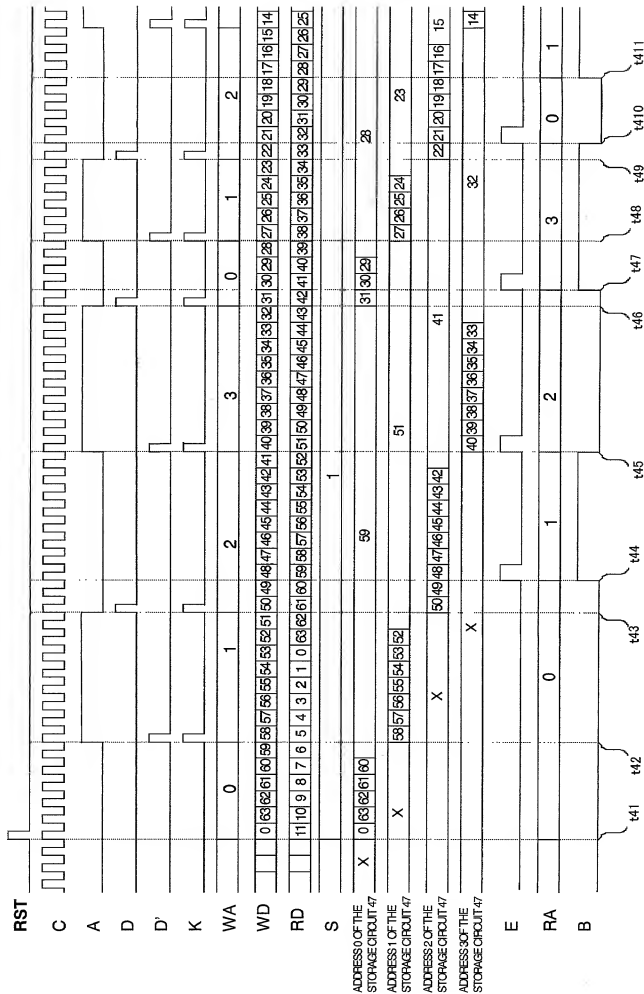 RST
C
A
D
D'
K
WA 0 1 2 3 0 1 2
WD 0 63 62 61 60 59 58 57 56 55 54 53 52 51 50 49 48 47 46 45 44 43 42 41 40 39 38 37 36 35 34 33 32 31 30 29 28 27 26 25 24 23 22 21 20 19 18 17 16 15 14
RD 11 10 9 8 7 6 5 4 3 2 1 0 63 62 61 60 59 58 57 56 55 54 53 52 51 50 49 48 47 46 45 44 43 42 41 40 39 38 37 36 35 34 33 32 31 30 29 28 27 26 25
S 1
ADDRESS 0 OF THE
STORAGE CIRCUIT 47 X 0 63 62 61 60 59 31 30 29 28
ADDRESS 1 OF THE
STORAGE CIRCUIT 47 X 58 57 56 55 54 53 52 51 27 26 25 24 23
ADDRESS 2 OF THE
STORAGE CIRCUIT 47 X 50 49 48 47 46 45 44 43 42 41 22 21 20 19 18 17 16 15
ADDRESS 3 OF THE
STORAGE CIRCUIT 47 X 40 39 38 37 36 35 34 33 32 14
E
RA 0 1 2 3 0 1
B
t41 t42 t43 t44 t45 t46 t47 t48 t49 t410 t411